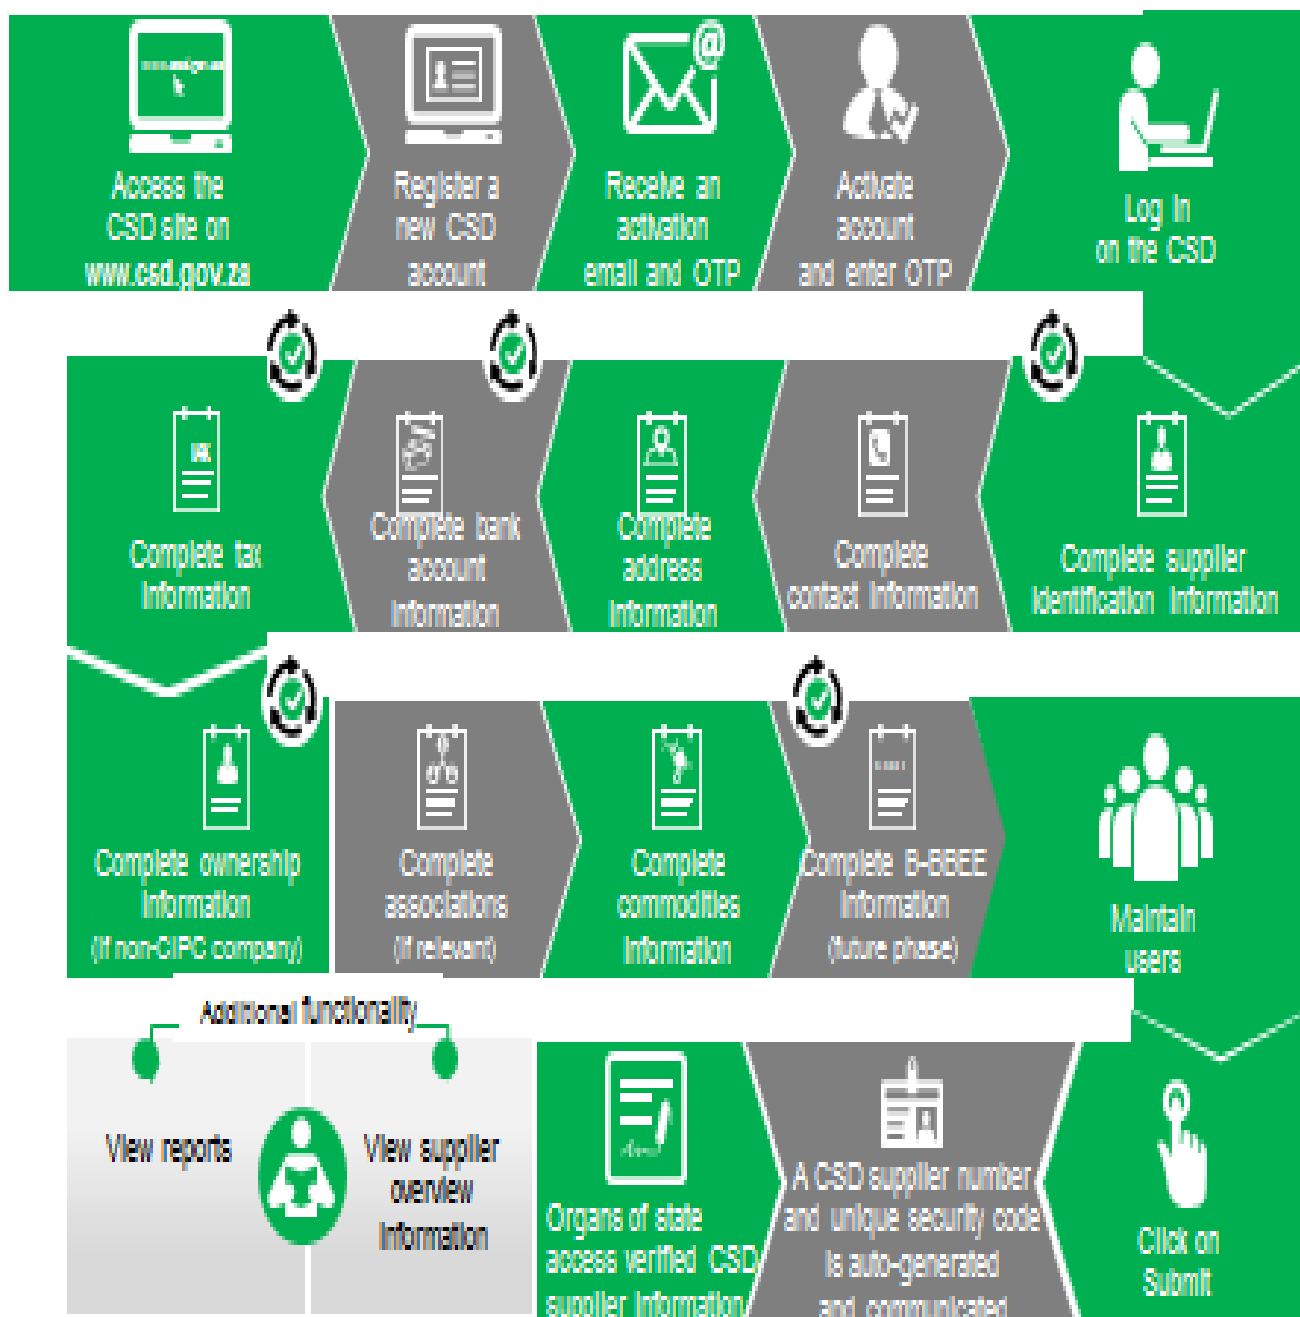 Access the
CSD site on
www.csd.gov.za
Register a
new CSD
account
Receive an
activation
email and OTP
Activate
account
and enter OTP
Log in
on the CSD
Complete tax
Information
Complete bank
account
Information
Complete
address
Information
Complete
contact Information
Complete supplier
Identification Information
Complete ownership
Information
(If non-CIPC company)
Complete
associations
(If relevant)
Complete
commodities
Information
Complete B-BBEE
Information
(future phase)
Maintain
users
Additional functionality
View reports
View supplier
overview
Information
Organs of state
access verified CSD
supplier Information
A CSD supplier number
and unique security code
is auto-generated
and communicated
Click on
Submit